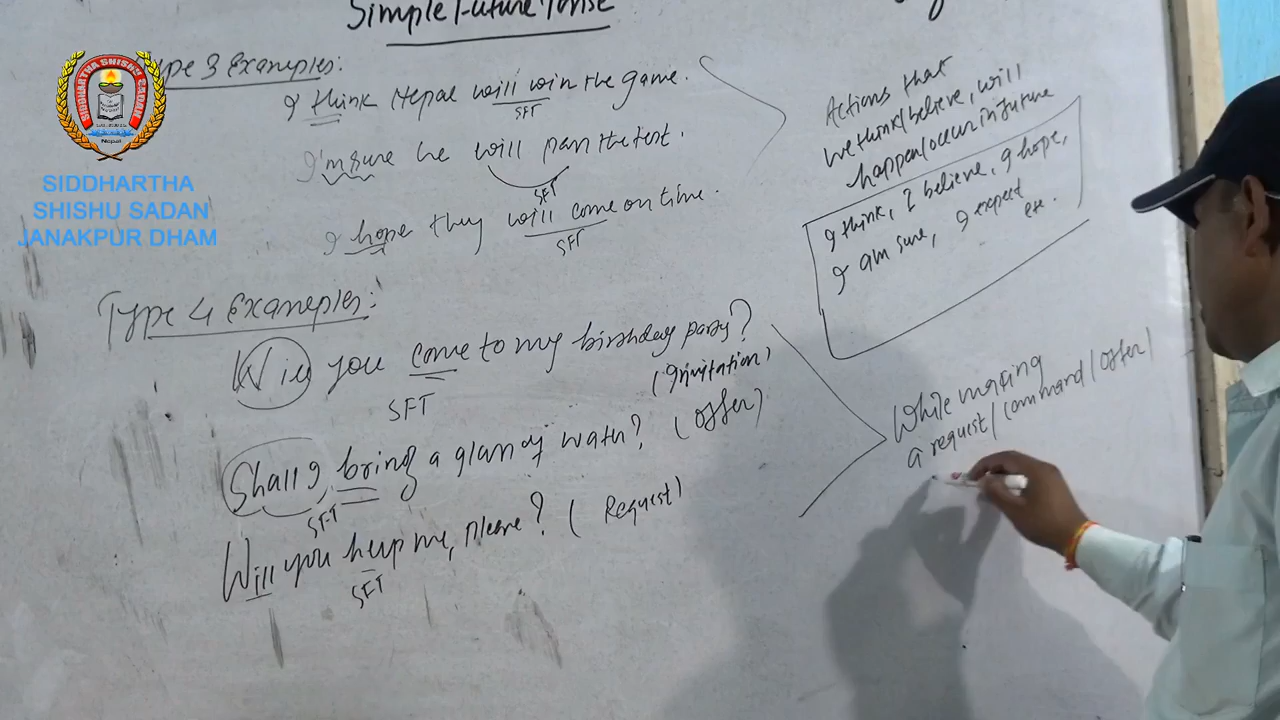 Simple Future Tense
Type 3 Examples:
I think Nepal will win the game.
SFT
I'm sure he will pass the test.
SFT
I hope they will come on time.
SFT
Actions that
we think/believe, will
happen/occur in future
I think, I believe, I hope,
I am sure, I expect
etc.
Type 4 Examples:
Will you come to my birthday party?
(Invitation)
SFT
Shall I bring a glass of water? (Offer)
SFT
Will you help me, please? (Request)
SFT
While making
a request/command/offer/
SIDDHARTHA SHISHU SADAN
Nepal
SIDDHARTHA
SHISHU SADAN
JANAKPUR DHAM